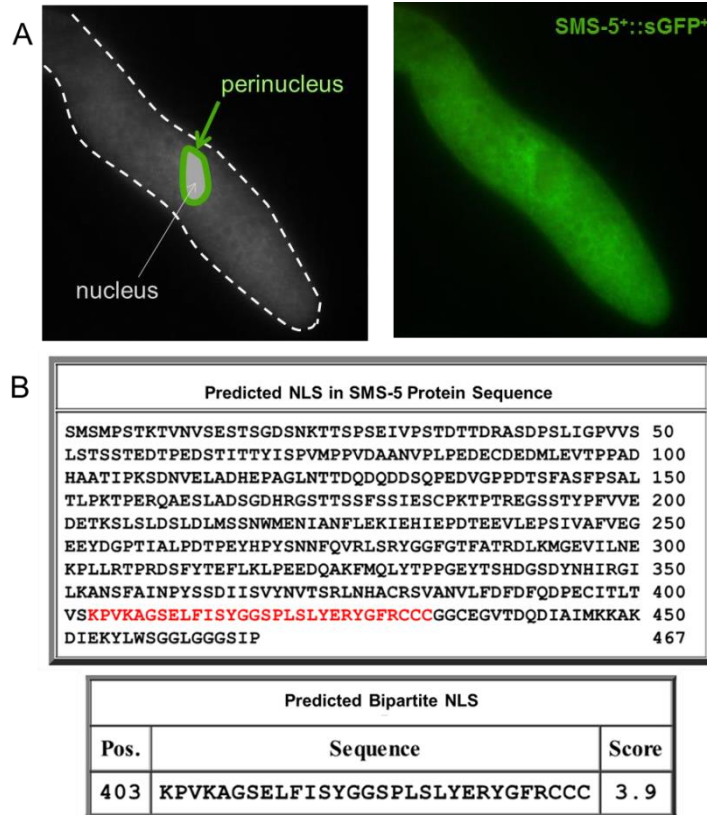 A
perinucleus
nucleus
SMS-5⁺::sGFP⁺
B
Predicted NLS in SMS-5 Protein Sequence
SMSMPSTKTVNVSESTSGDSNKTTSPSEIVPSTDTTDRASDPSLIGPVVS 50
LSTSSTEDTPEDSTITTYISPVMPPVDAANVPLPEDECDEDMLEVTPPAD 100
HAATIPKSDNVELADHEPAGLNTTDQDQDDSQPEDVGPPDTSFASFPSAL 150
TLPKTPERQAESLADSGDHRGSTTSSFSSIESCPKTPTREGSSTYPFVVE 200
DETKSLSLDSLDLMSSNWMENIANFLEKIEHIEPDTEEVLEPSIVAFVEG 250
EEYDGPTIALPDTPEYHPYSNNFQVRLSRYGGFGTFATRDLKMGEVILNE 300
KPLLRTPRDSFYTEFLKLPEEDQAKFMQLYTPPGEYTSHDGSDYNHIRGI 350
LKANSFAINPYSSDIISVYNVTSRLNHACRSVANVLFDFDFQDPECITLT 400
VSKPVKAGSELFISYGGSPLSLYERYGFRCCCGGCEGVTDQDIAIMKKAK 450
DIEKYLWSGGLGGGSIP 467
Predicted Bipartite NLS
Pos. Sequence Score
403 KPVKAGSELFISYGGSPLSLYERYGFRCCC 3.9